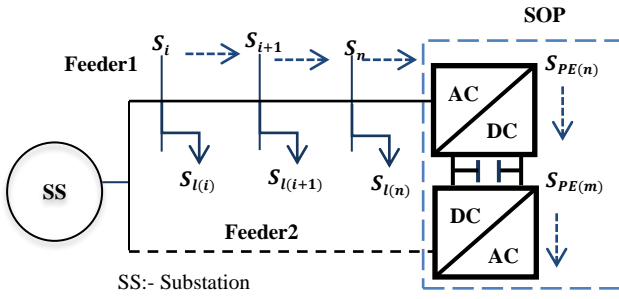 SOP
S_i
S_{i+1}
S_n
Feeder1
S_{PE(n)}
AC
DC
S_{l(i)}
S_{l(i+1)}
S_{l(n)}
S_{PE(m)}
SS
DC
AC
Feeder2
SS:- Substation